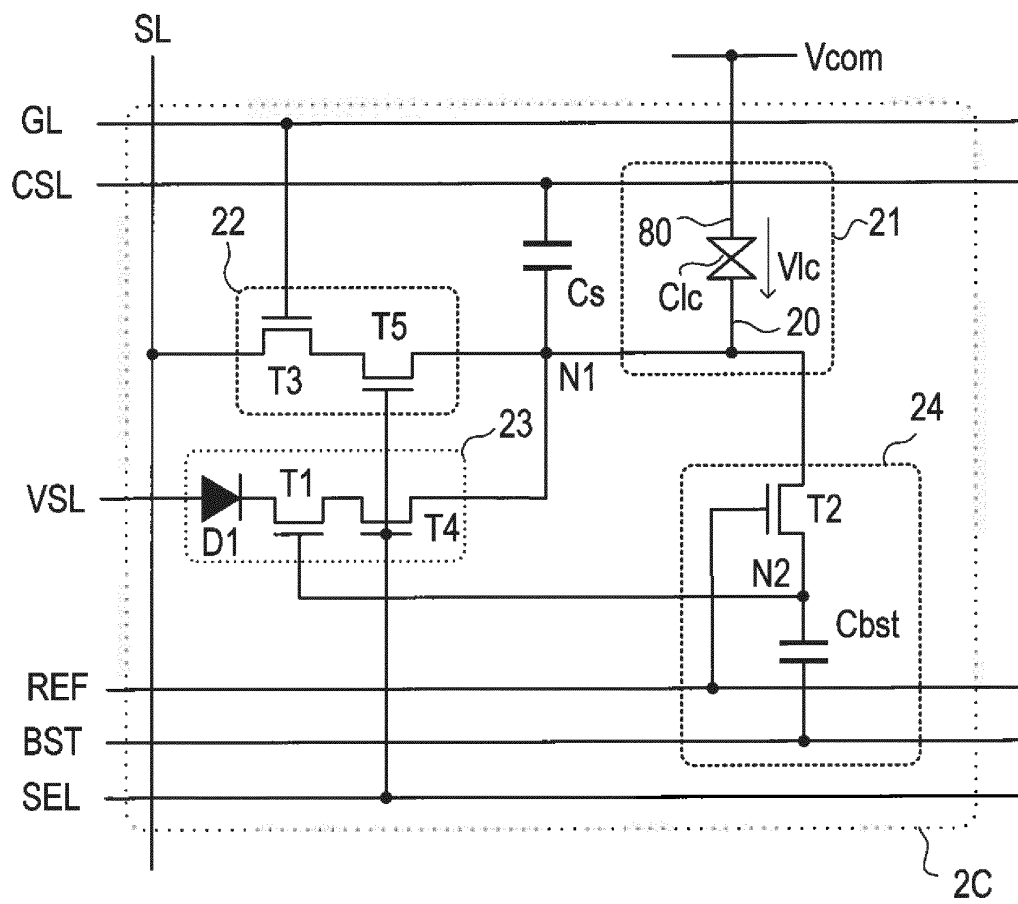 SL
Vcom
GL
CSL
22
80
21
Cs
Clc
Vlc
20
T5
T3
N1
23
24
VSL
T1
D1
T4
T2
N2
Cbst
REF
BST
SEL
2C